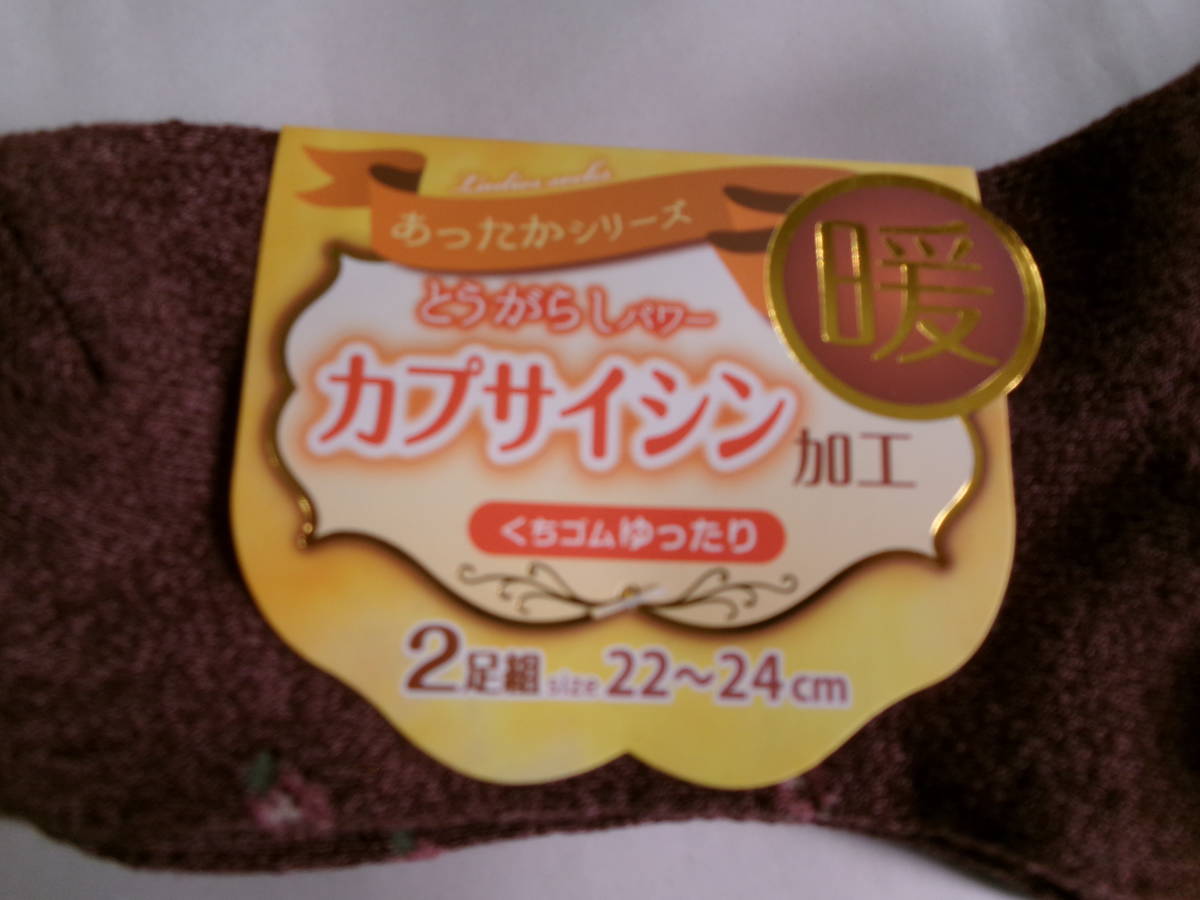 Ladies socks
あったかシリーズ
暖
とうがらしパワー
カプサイシン加工
くちゴムゆったり
2足組 size 22～24cm